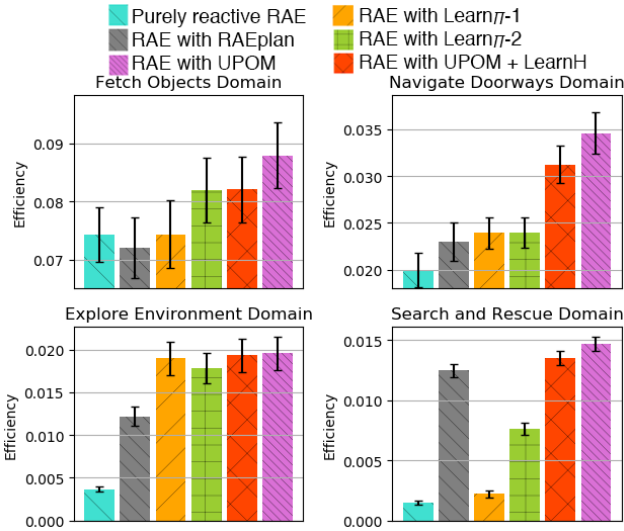 Purely reactive RAE
RAE with RAEplan
RAE with UPOM
RAE with Learnπ-1
RAE with Learnπ-2
RAE with UPOM + LearnH
Fetch Objects Domain
Efficiency
0.09
0.08
0.07
Navigate Doorways Domain
Efficiency
0.035
0.030
0.025
0.020
Explore Environment Domain
Efficiency
0.020
0.015
0.010
0.005
0.000
Search and Rescue Domain
Efficiency
0.015
0.010
0.005
0.000